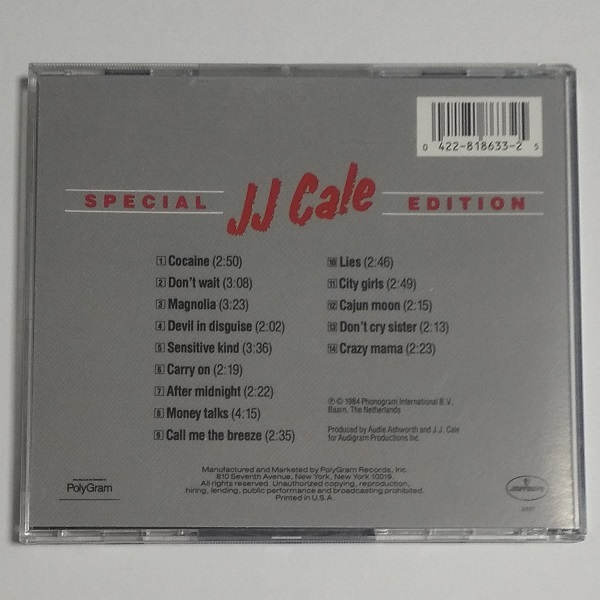 0 422-818633-2 5
SPECIAL JJ Cale EDITION
1 Cocaine (2:50)
2 Don't wait (3:08)
3 Magnolia (3:23)
4 Devil in disguise (2:02)
5 Sensitive kind (3:36)
6 Carry on (2:19)
7 After midnight (2:22)
8 Money talks (4:15)
9 Call me the breeze (2:35)
10 Lies (2:46)
11 City girls (2:49)
12 Cajun moon (2:15)
13 Don't cry sister (2:13)
14 Crazy mama (2:23)
℗ © 1984 Phonogram International B.V.
Baarn, The Netherlands
Produced by Audie Ashworth and J.J. Cale
for Audigram Productions Inc.
Manufactured and Marketed by PolyGram Records, Inc.
810 Seventh Avenue, New York, New York 10019.
All rights reserved. Unauthorized copying, reproduction,
hiring, lending, public performance and broadcasting prohibited.
Printed in U.S.A.
PolyGram